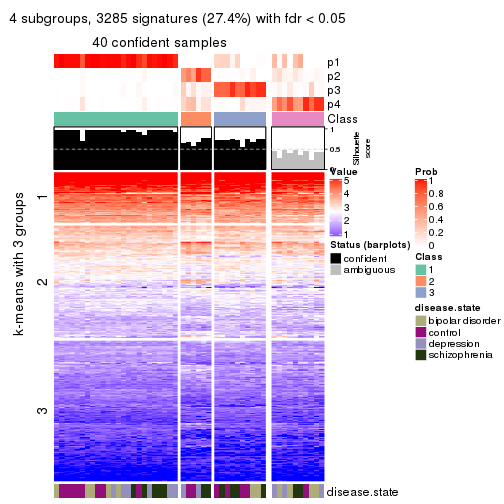 4 subgroups, 3285 signatures (27.4%) with fdr < 0.05
40 confident samples
p1
p2
p3
p4
Class
1
0.5
0
Silhouette
score
k-means with 3 groups
1
2
3
Value
5
4
3
2
1
Status (barplots)
confident
ambiguous
Prob
1
0.8
0.6
0.4
0.2
0
Class
1
2
3
disease.state
bipolar disorder
control
depression
schizophrenia
disease.state